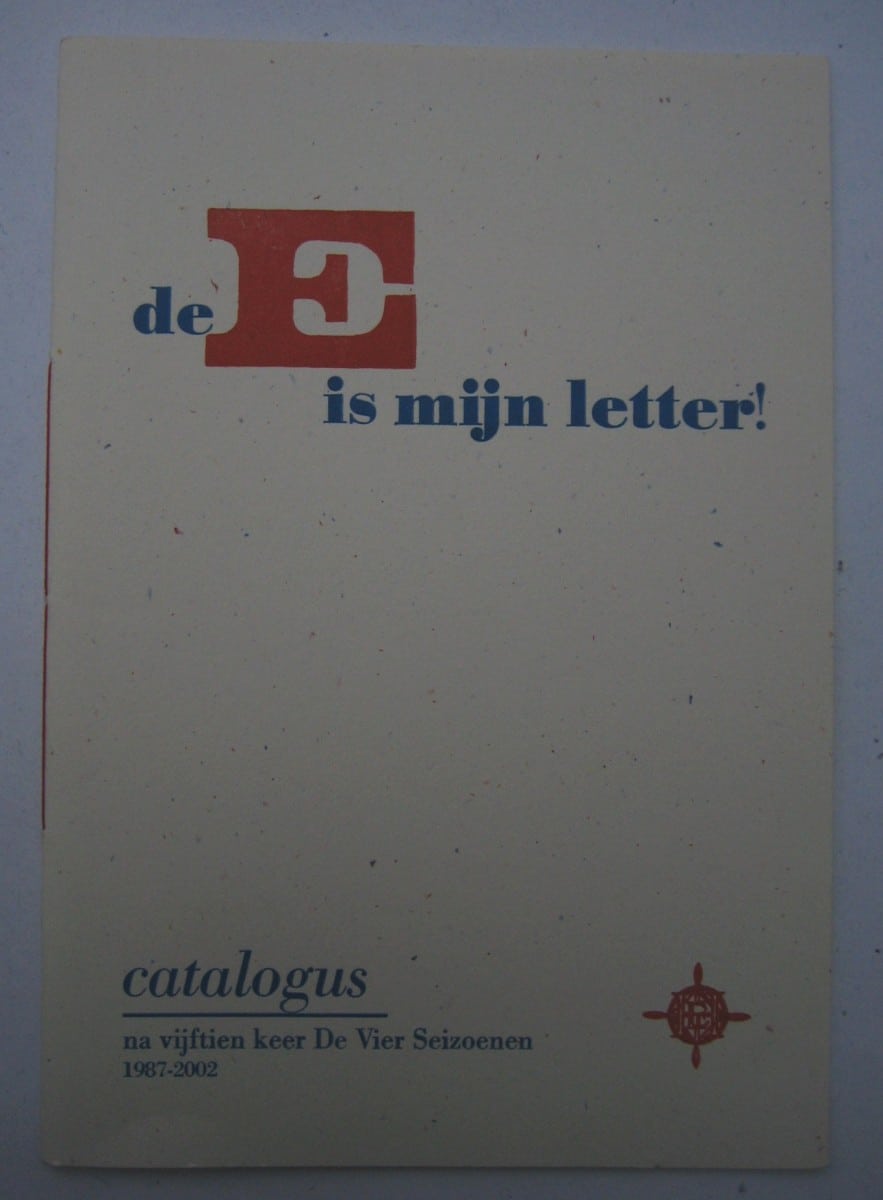 de E
is mijn letter!
catalogus
na vijftien keer De Vier Seizoenen
1987-2002